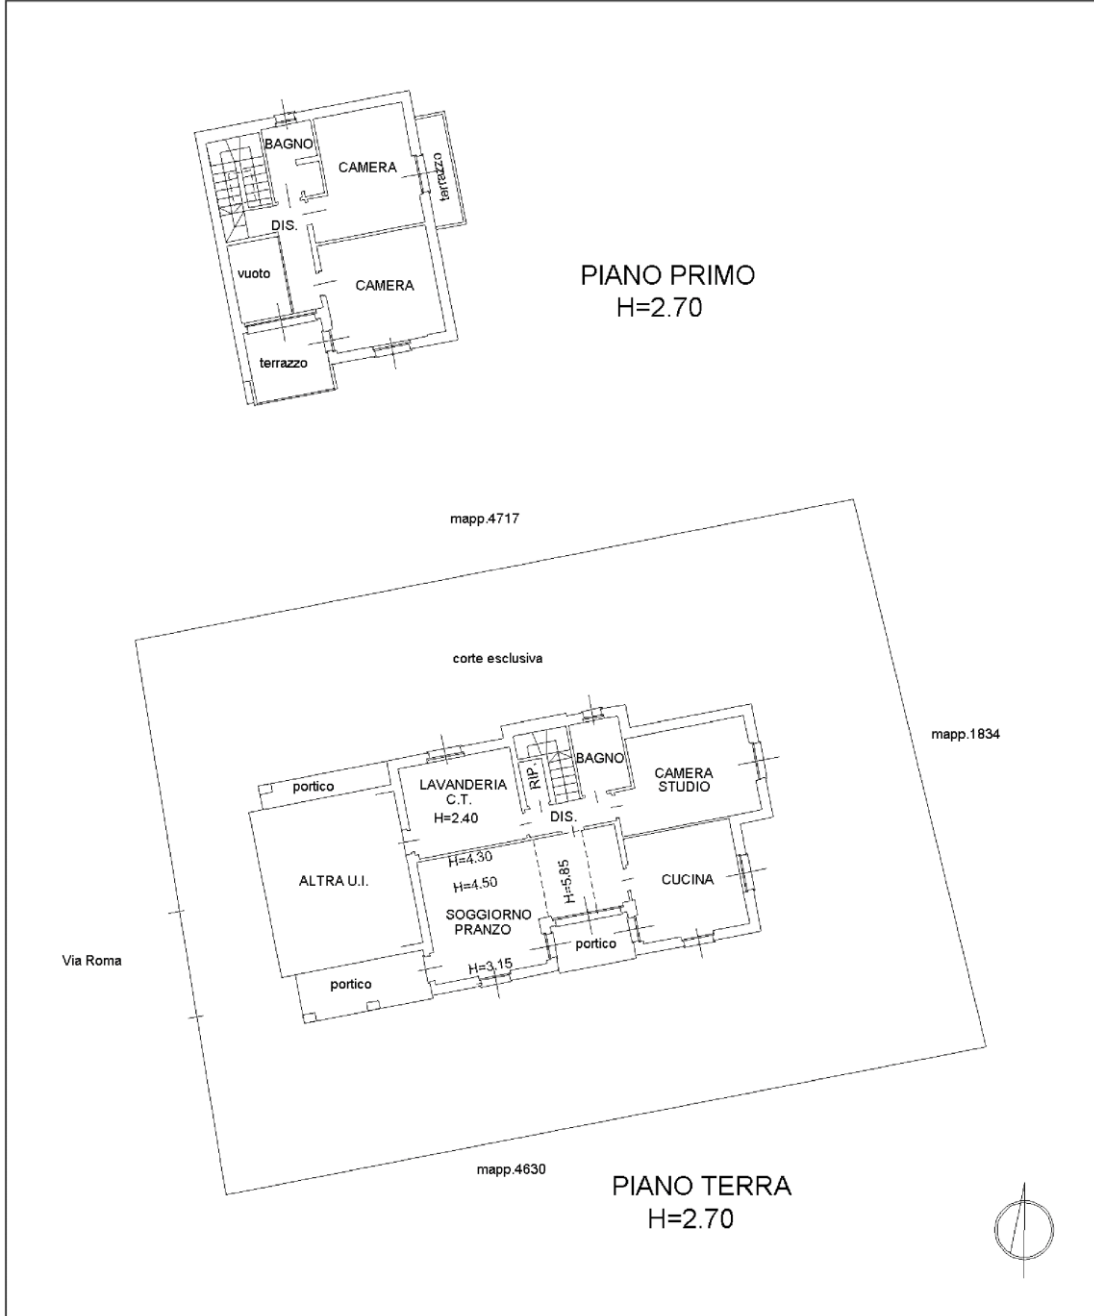 BAGNO
CAMERA
terrazzo
DIS.
vuoto
CAMERA
terrazzo
PIANO PRIMO
H=2.70
mapp.4717
corte esclusiva
mapp.1834
portico
LAVANDERIA
C.T.
H=2.40
RIP.
BAGNO
CAMERA
STUDIO
DIS.
H=4.30
H=4.50
H=5.85
ALTRA U.I.
CUCINA
SOGGIORNO
PRANZO
portico
H=3.15
Via Roma
portico
mapp.4630
PIANO TERRA
H=2.70